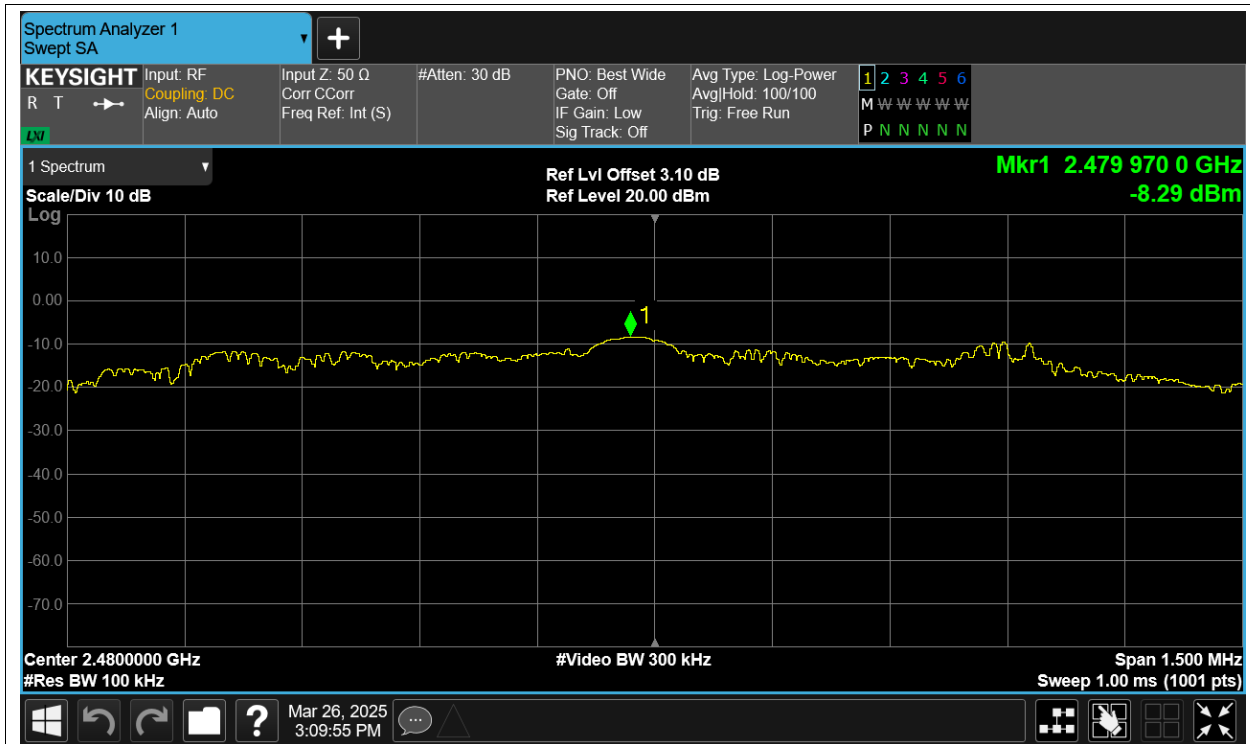 Spectrum Analyzer 1
Swept SA
+
KEYSIGHT
R T
LXI
Input: RF
Coupling: DC
Align: Auto
Input Z: 50 Ω
Corr CCorr
Freq Ref: Int (S)
#Atten: 30 dB
PNO: Best Wide
Gate: Off
IF Gain: Low
Sig Track: Off
Avg Type: Log-Power
Avg|Hold: 100/100
Trig: Free Run
1 2 3 4 5 6
M W W W W W
P N N N N N
1 Spectrum
Scale/Div 10 dB
Ref Lvl Offset 3.10 dB
Ref Level 20.00 dBm
Mkr1 2.479 970 0 GHz
-8.29 dBm
Log
10.0
0.00
-10.0
-20.0
-30.0
-40.0
-50.0
-60.0
-70.0
1
Center 2.4800000 GHz
#Res BW 100 kHz
#Video BW 300 kHz
Span 1.500 MHz
Sweep 1.00 ms (1001 pts)
?
Mar 26, 2025
3:09:55 PM